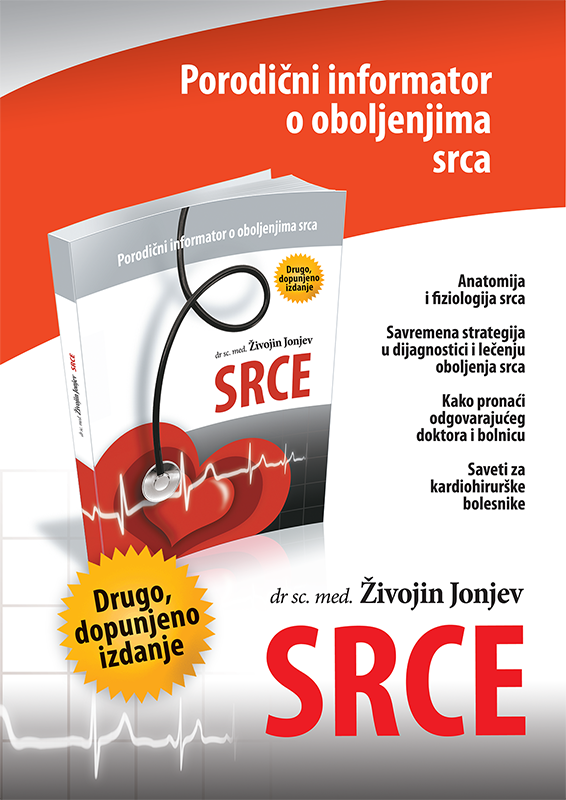 Porodični informator
o oboljenjima
srca
Porodični informator o oboljenjima srca
Drugo,
dopunjeno
izdanje
dr sc. med. Živojin Jonjev
SRCE
dr sc. med. Živojin Jonjev SRCE
Anatomija
i fiziologija srca
Savremena strategija
u dijagnostici i lečenju
oboljenja srca
Kako pronaći
odgovarajućeg
doktora i bolnicu
Saveti za
kardiohirurške
bolesnike
Drugo,
dopunjeno
izdanje
dr sc. med. Živojin Jonjev
SRCE